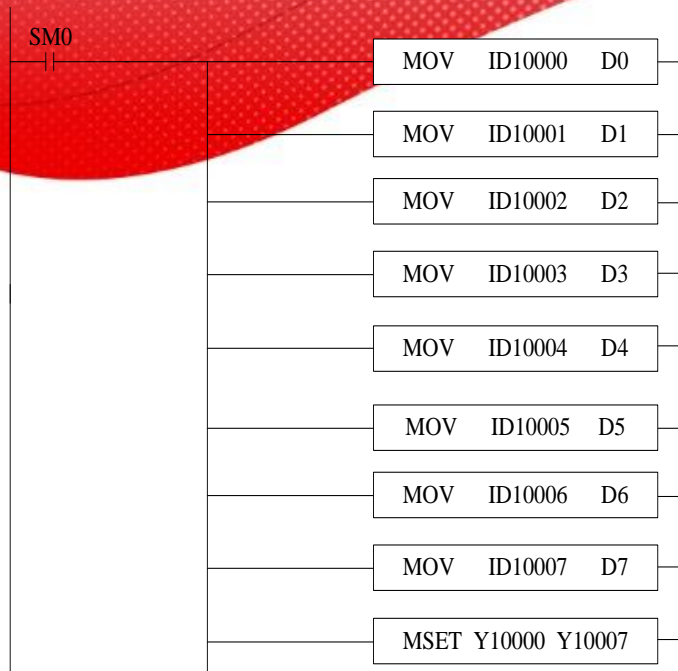 SM0
MOV ID10000 D0
MOV ID10001 D1
MOV ID10002 D2
MOV ID10003 D3
MOV ID10004 D4
MOV ID10005 D5
MOV ID10006 D6
MOV ID10007 D7
MSET Y10000 Y10007